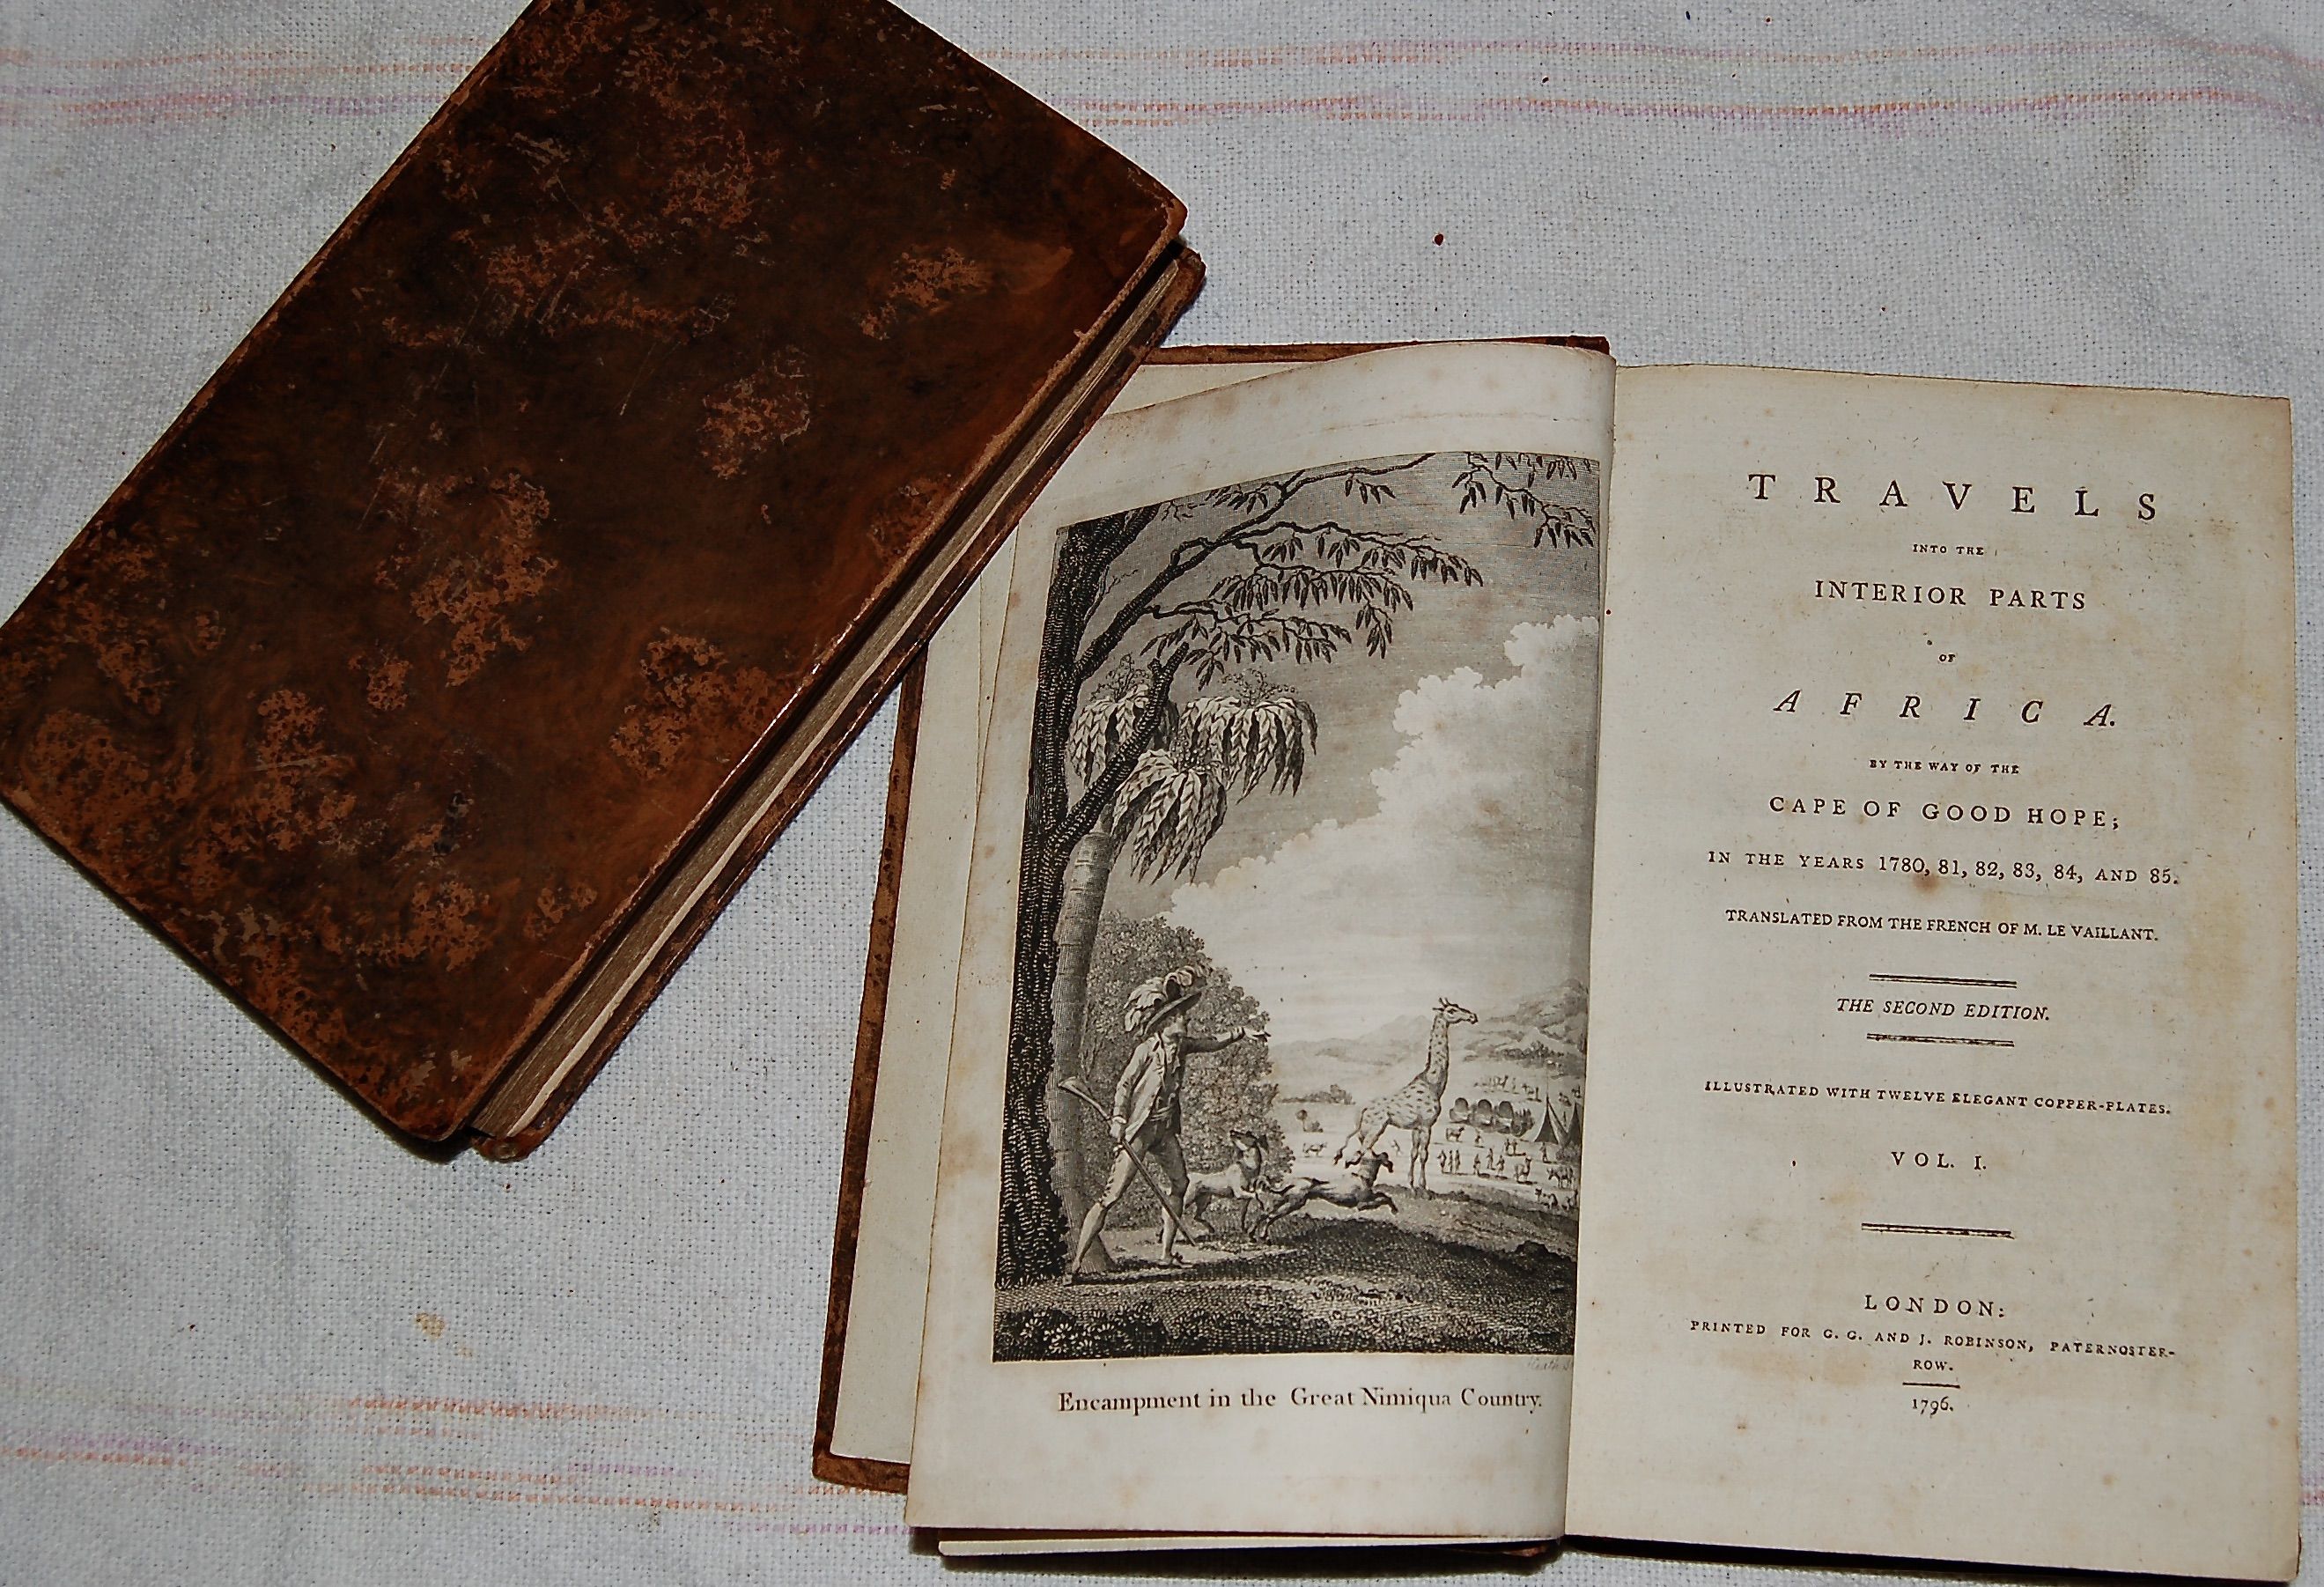 Encampment in the Great Nimiqua Country.
TRAVELS
INTO THE
INTERIOR PARTS
OF
AFRICA.
BY THE WAY OF THE
CAPE OF GOOD HOPE;
IN THE YEARS 1780, 81, 82, 83, 84, AND 85.
TRANSLATED FROM THE FRENCH OF M. LE VAILLANT.
THE SECOND EDITION.
ILLUSTRATED WITH TWELVE ELEGANT COPPER-PLATES.
VOL. I.
LONDON:
PRINTED FOR G. G. AND J. ROBINSON, PATERNOSTER-
ROW.
1796.